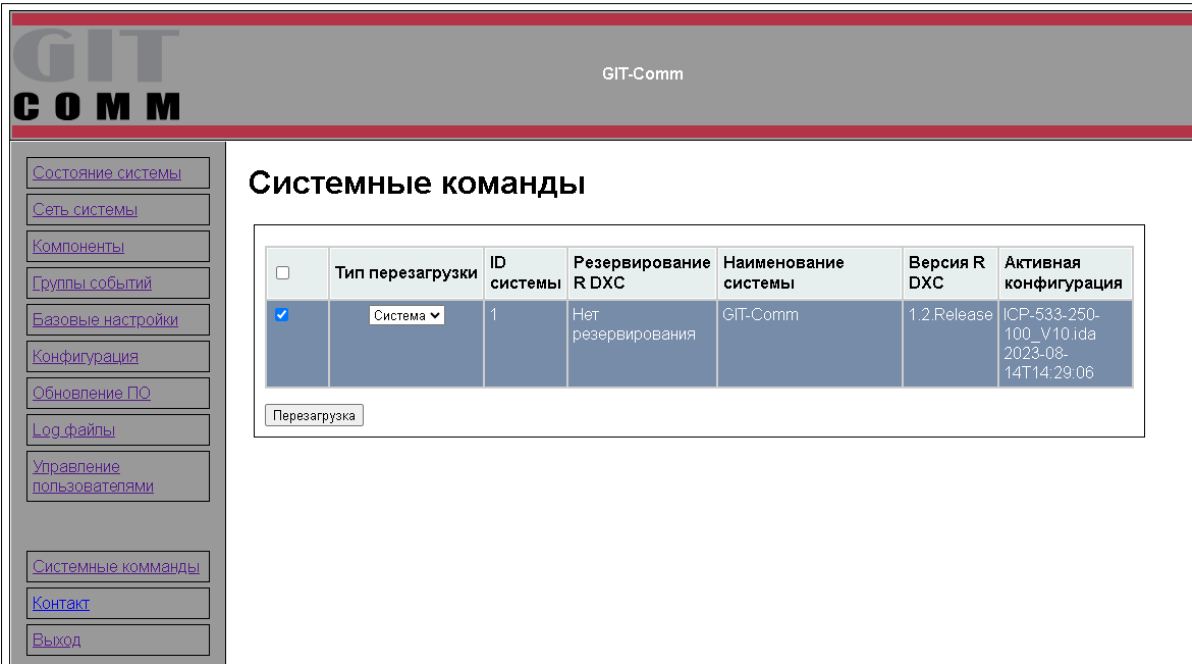 GIT
COMM
GIT-Comm
Состояние системы
Сеть системы
Компоненты
Группы событий
Базовые настройки
Конфигурация
Обновление ПО
Log файлы
Управление
пользователями
Системные комманды
Контакт
Выход
Системные команды
Тип перезагрузки
ID
системы
Резервирование
R DXC
Наименование
системы
Версия R
DXC
Активная
конфигурация
Система
1
Нет
резервирования
GIT-Comm
1.2.Release
ICP-533-250-
100_V10.ida
2023-08-
14T14:29:06
Перезагрузка